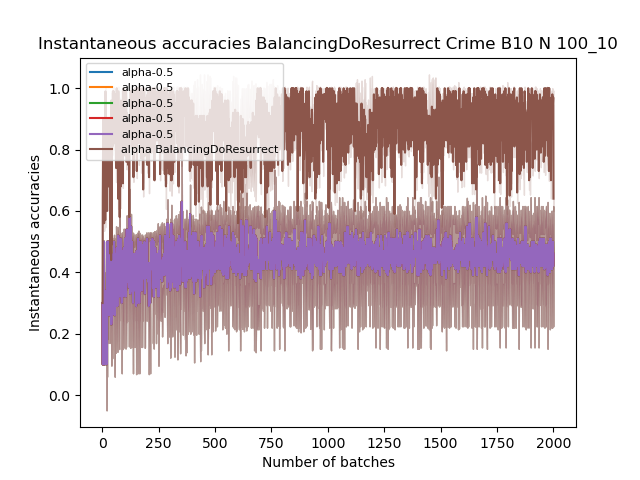 Instantaneous accuracies BalancingDoResurrect Crime B10 N 100_10
alpha-0.5
alpha-0.5
alpha-0.5
alpha-0.5
alpha-0.5
alpha BalancingDoResurrect
1.0
0.8
0.6
0.4
0.2
0.0
Instantaneous accuracies
0 250 500 750 1000 1250 1500 1750 2000
Number of batches